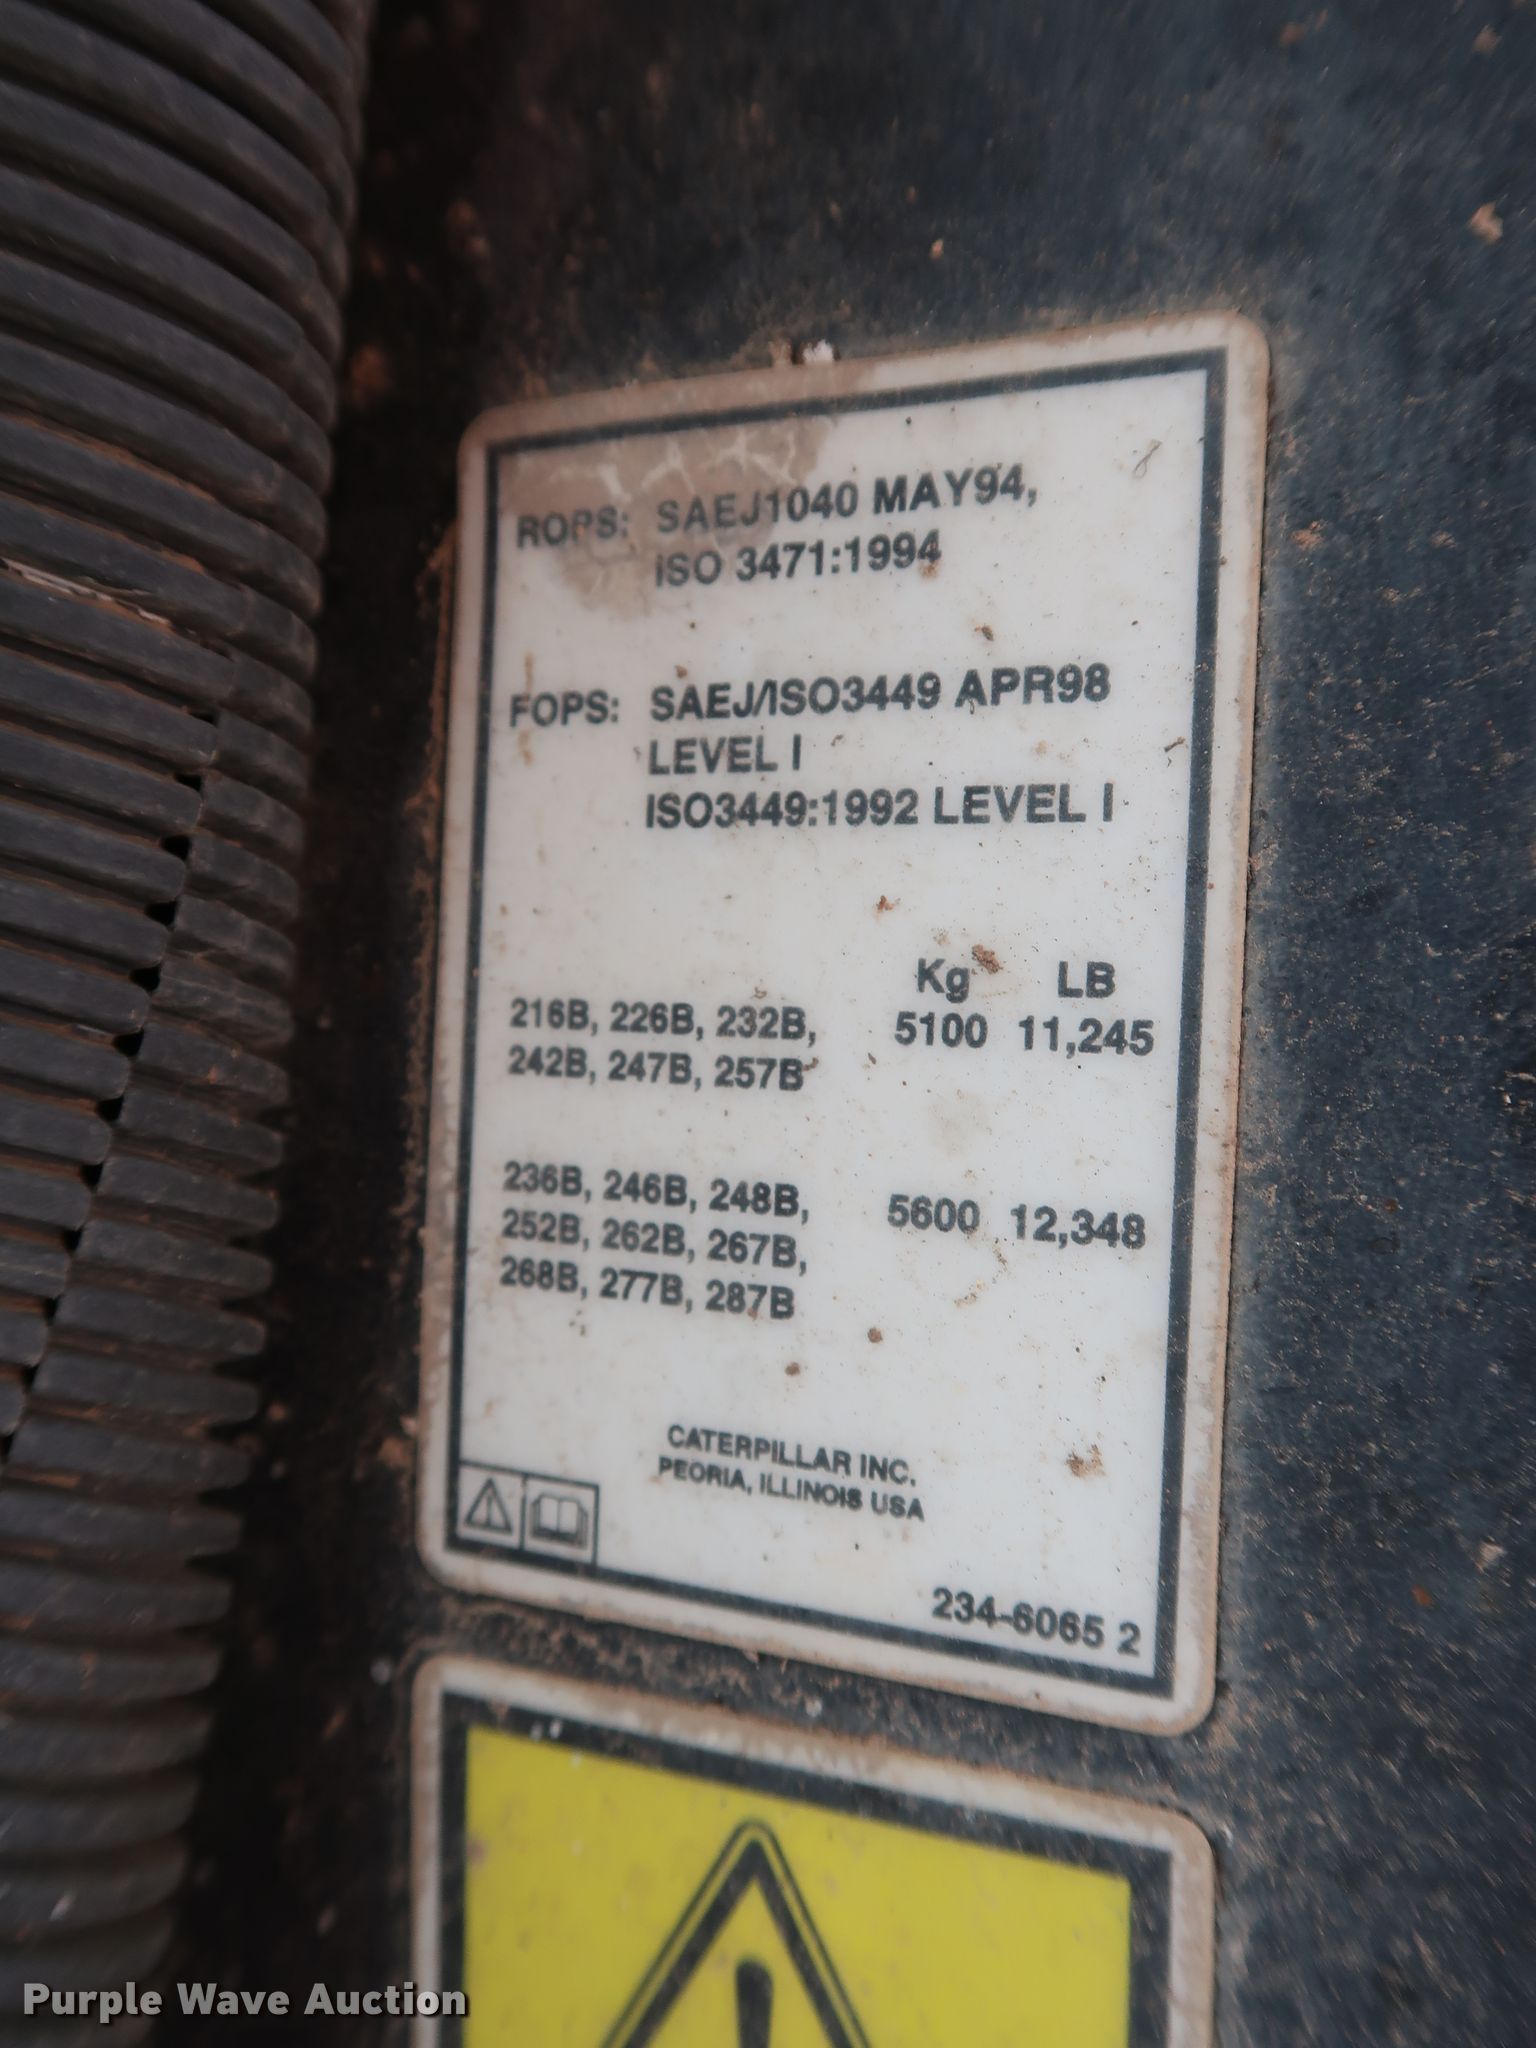 ROPS: SAEJ1040 MAY94,
ISO 3471:1994
FOPS: SAEJ/ISO3449 APR98
LEVEL I
ISO3449:1992 LEVEL I
Kg LB
216B, 226B, 232B, 5100 11,245
242B, 247B, 257B
236B, 246B, 248B, 5600 12,348
252B, 262B, 267B,
268B, 277B, 287B
CATERPILLAR INC.
PEORIA, ILLINOIS USA
234-6065 2
Purple Wave Auction